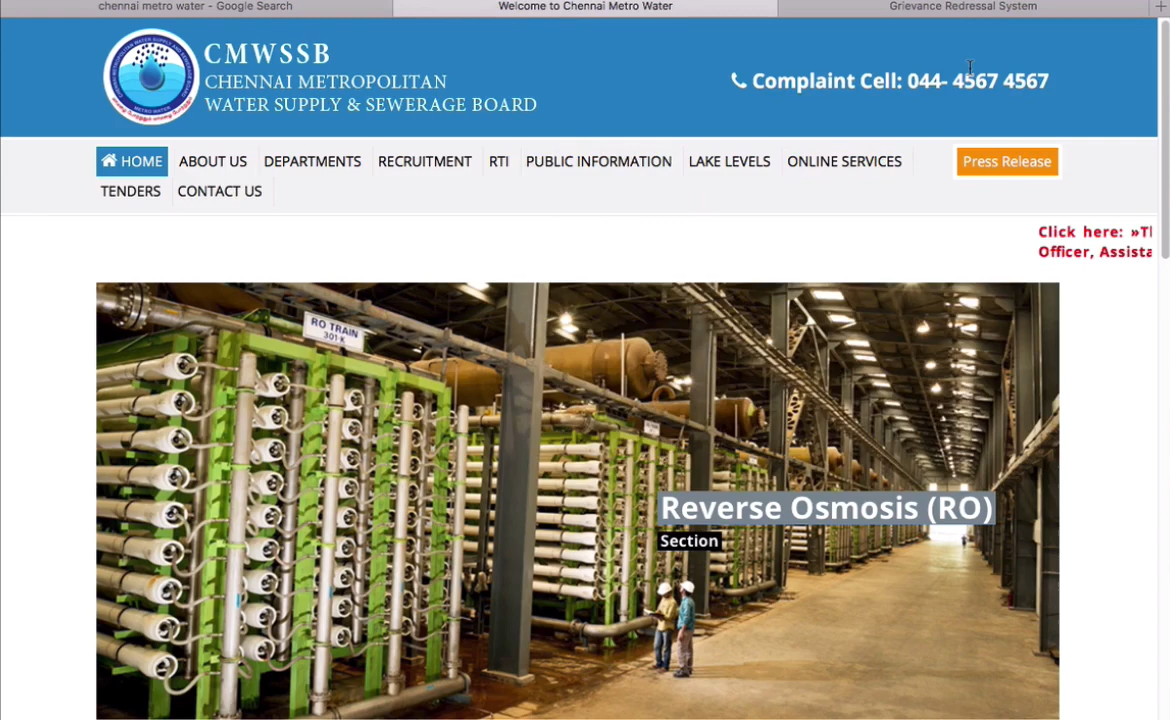 chennai metro water - Google Search
Welcome to Chennai Metro Water
Grievance Redressal System
CMWSSB
CHENNAI METROPOLITAN
WATER SUPPLY & SEWERAGE BOARD
Complaint Cell: 044- 4567 4567
HOME
ABOUT US
DEPARTMENTS
RECRUITMENT
RTI
PUBLIC INFORMATION
LAKE LEVELS
ONLINE SERVICES
Press Release
TENDERS
CONTACT US
Click here: »
Officer,
RO TRAIN
301-K
Reverse Osmosis (RO)
Section